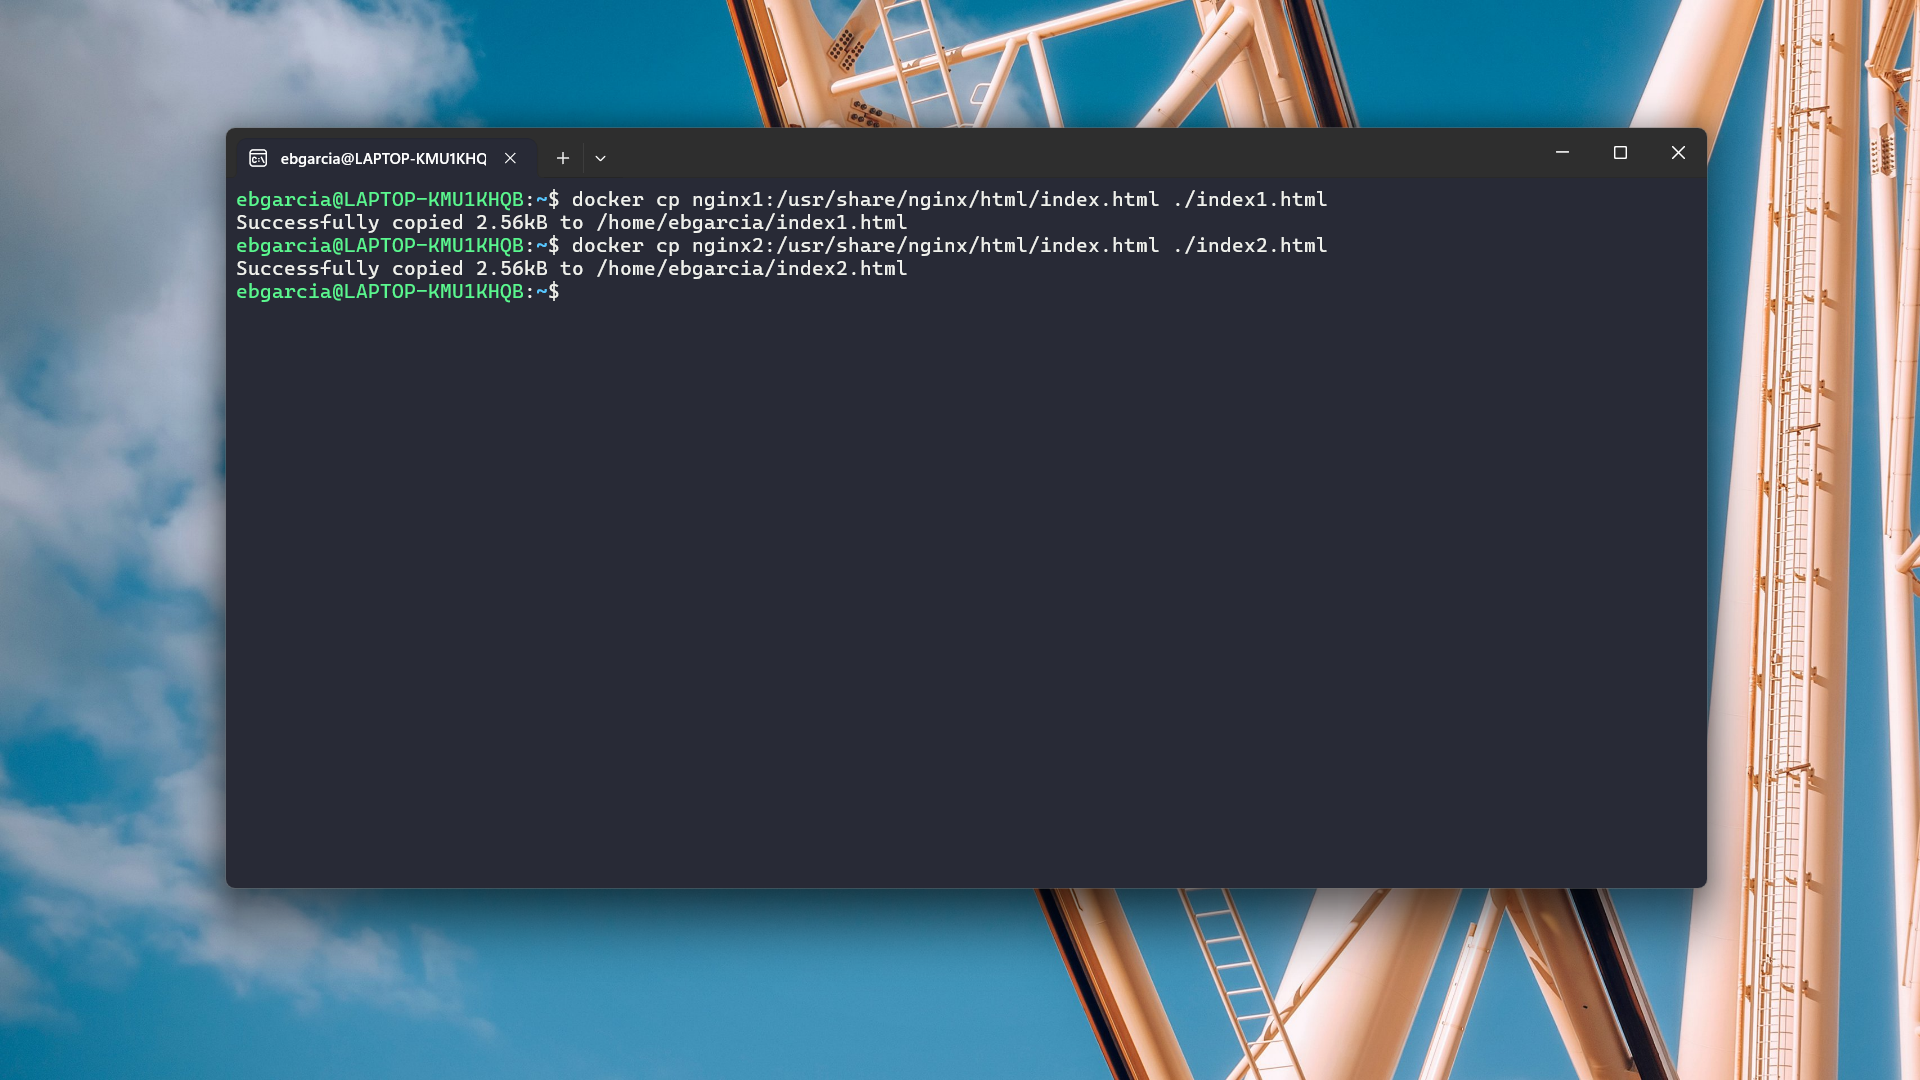 ebgarcia@LAPTOP-KMU1KHQ
ebgarcia@LAPTOP-KMU1KHQB:~$ docker cp nginx1:/usr/share/nginx/html/index.html ./index1.html
Successfully copied 2.56kB to /home/ebgarcia/index1.html
ebgarcia@LAPTOP-KMU1KHQB:~$ docker cp nginx2:/usr/share/nginx/html/index.html ./index2.html
Successfully copied 2.56kB to /home/ebgarcia/index2.html
ebgarcia@LAPTOP-KMU1KHQB:~$